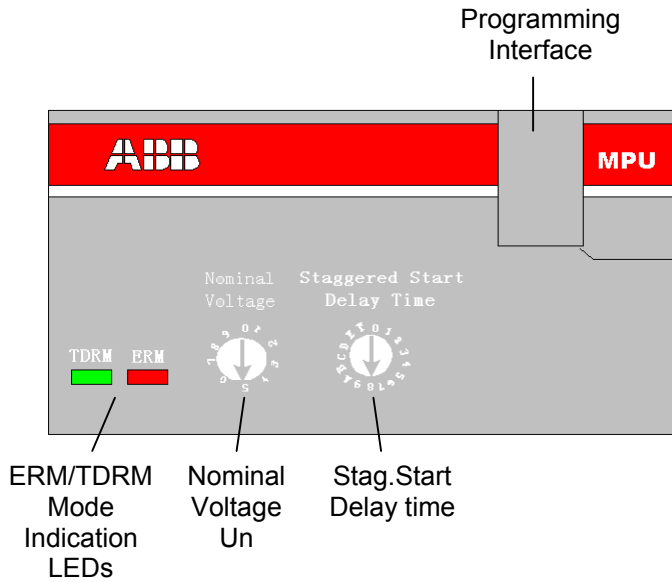 Programming
Interface
ABB
MPU
Nominal
Voltage
Staggered Start
Delay Time
TDRM ERM
ERM/TDRM
Mode
Indication
LEDs
Nominal
Voltage
Un
Stag.Start
Delay time